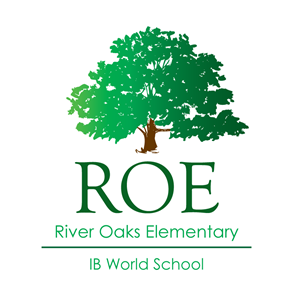 ROE
River Oaks Elementary
IB World School